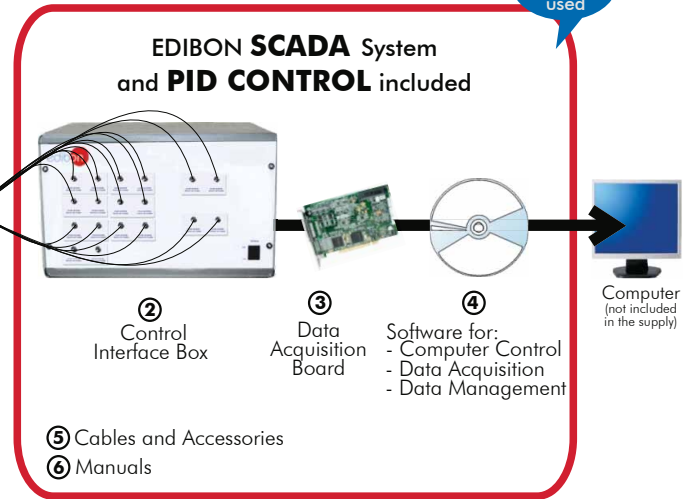 used
EDIBON SCADA System
and PID CONTROL included
②
Control
Interface Box
③
Data
Acquisition
Board
④
Software for:
- Computer Control
- Data Acquisition
- Data Management
Computer
(not included
in the supply)
⑤ Cables and Accessories
⑥ Manuals